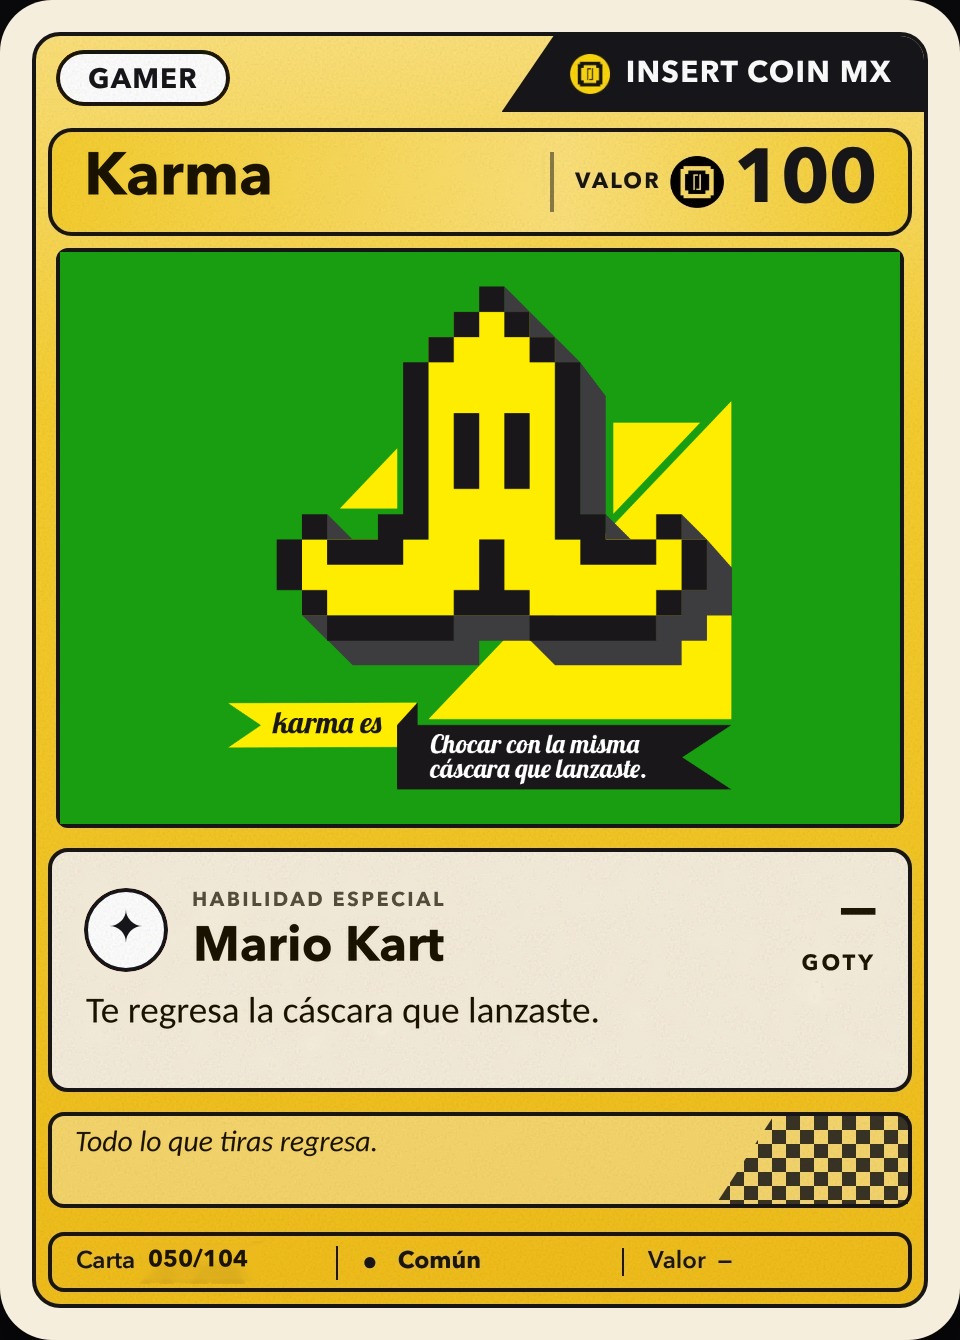 GAMER
INSERT COIN MX
Karma
VALOR 100
karma es
Chocar con la misma
cáscara que lanzaste.
HABILIDAD ESPECIAL
Mario Kart
–
GOTY
Te regresa la cáscara que lanzaste.
Todo lo que tiras regresa.
Carta 050/104
● Común
Valor –